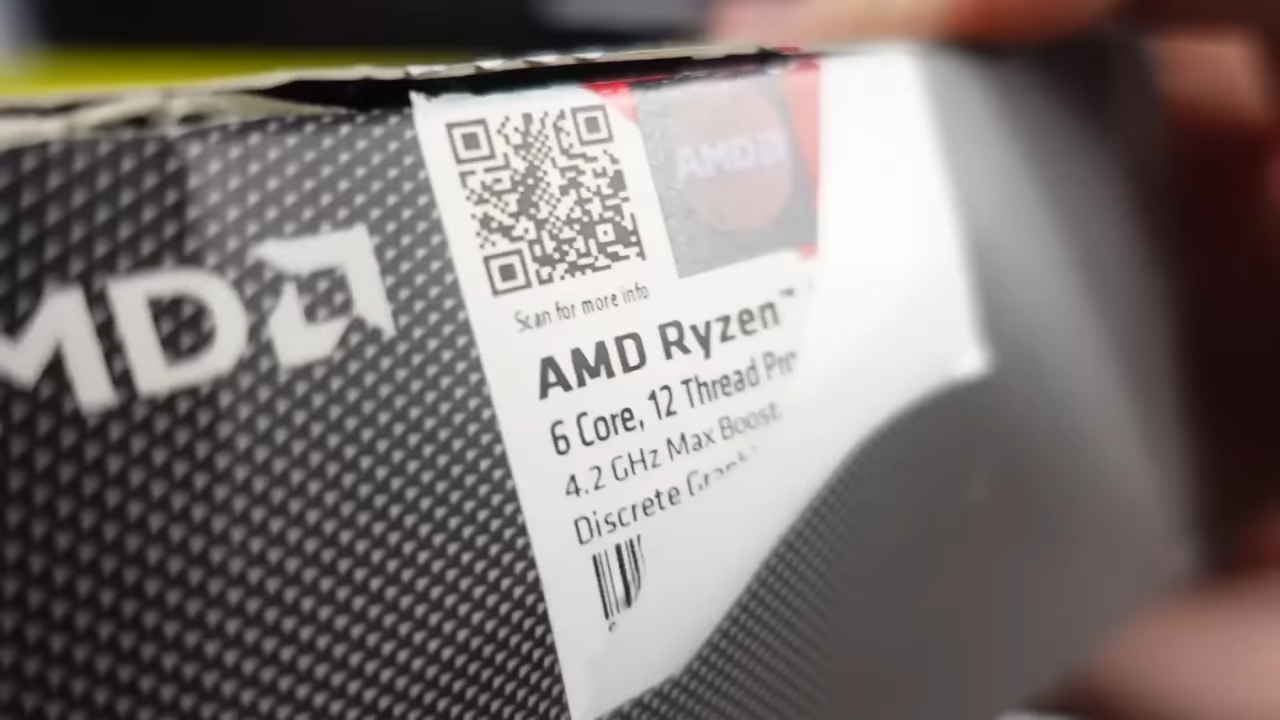 AMD
AMD
Scan for more info
AMD Ryzen™
6 Core, 12 Thread
4.2 GHz Max Boost
Discrete